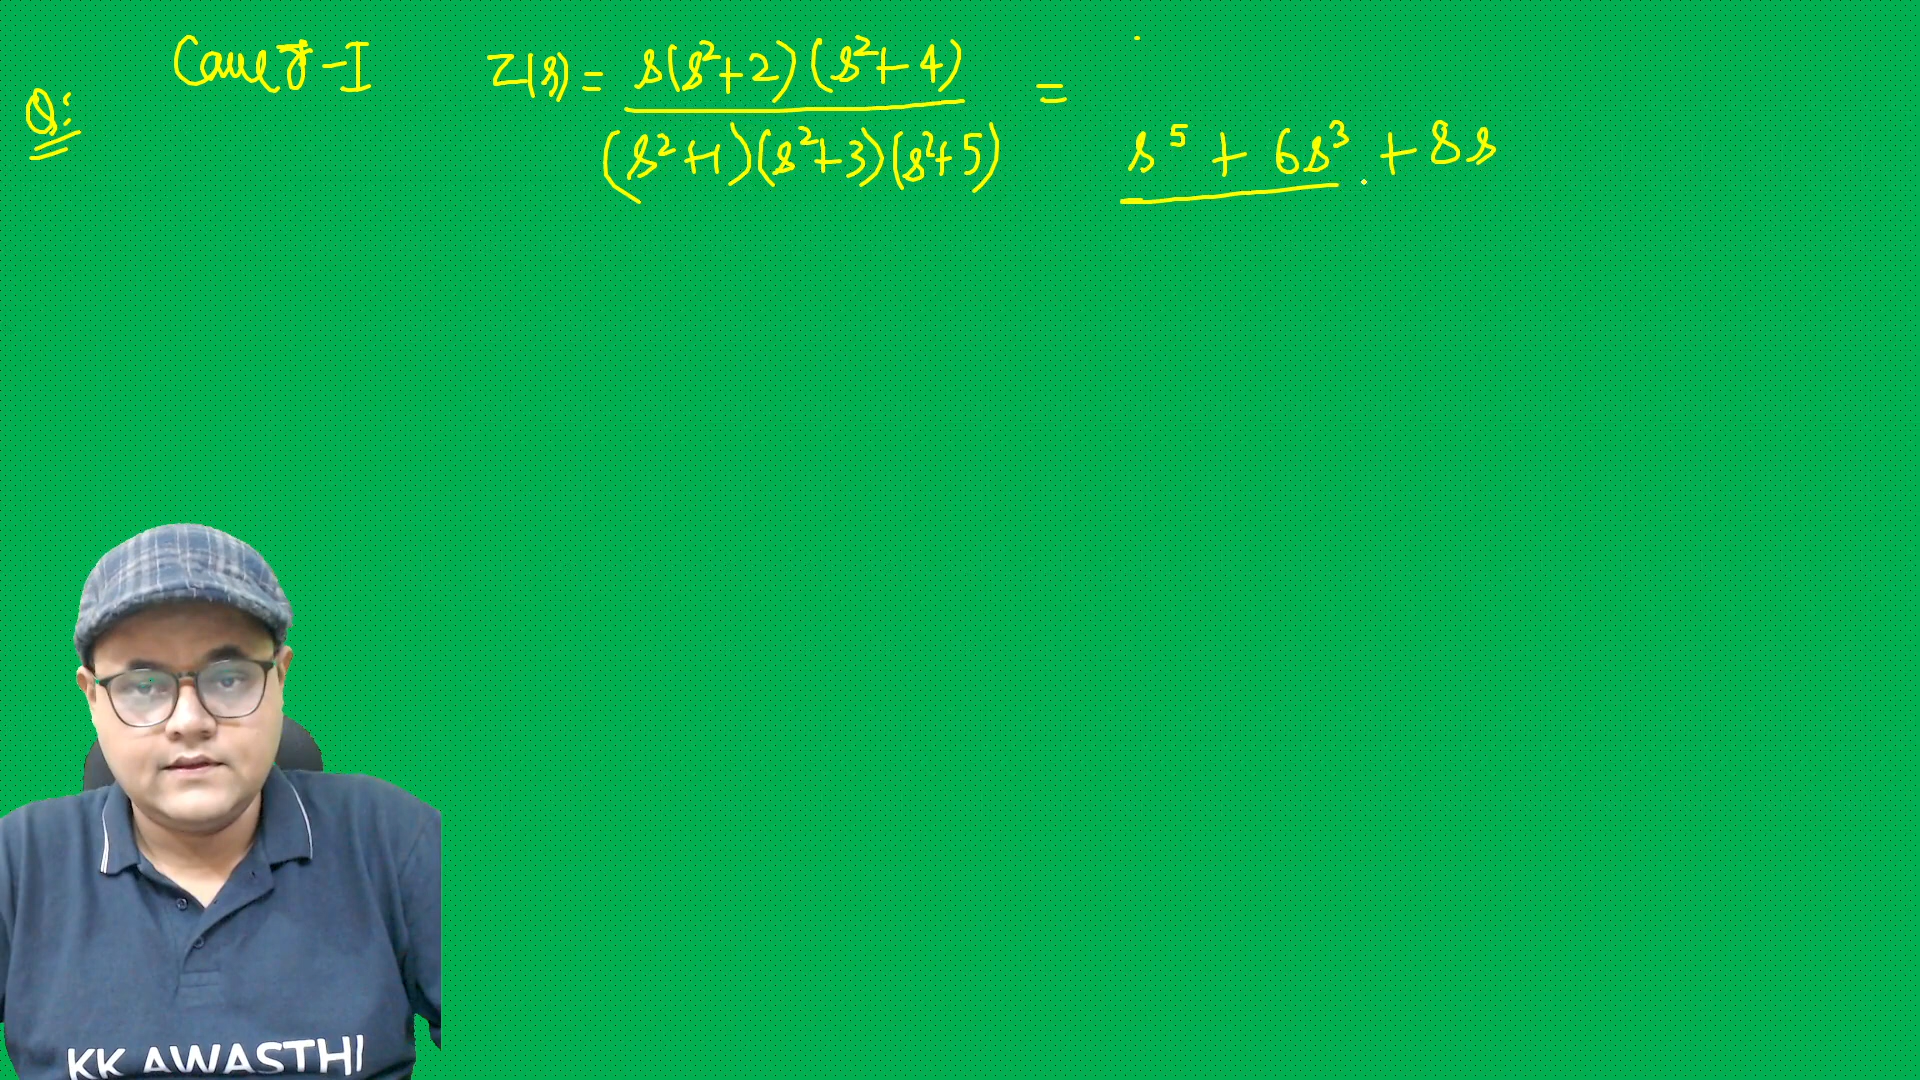 Cauer-I Z(s) = s(s²+2)(s²+4) =
Q:
(s²+1)(s²+3)(s²+5) s⁵ + 6s³ + 8s
KK AWASTHI